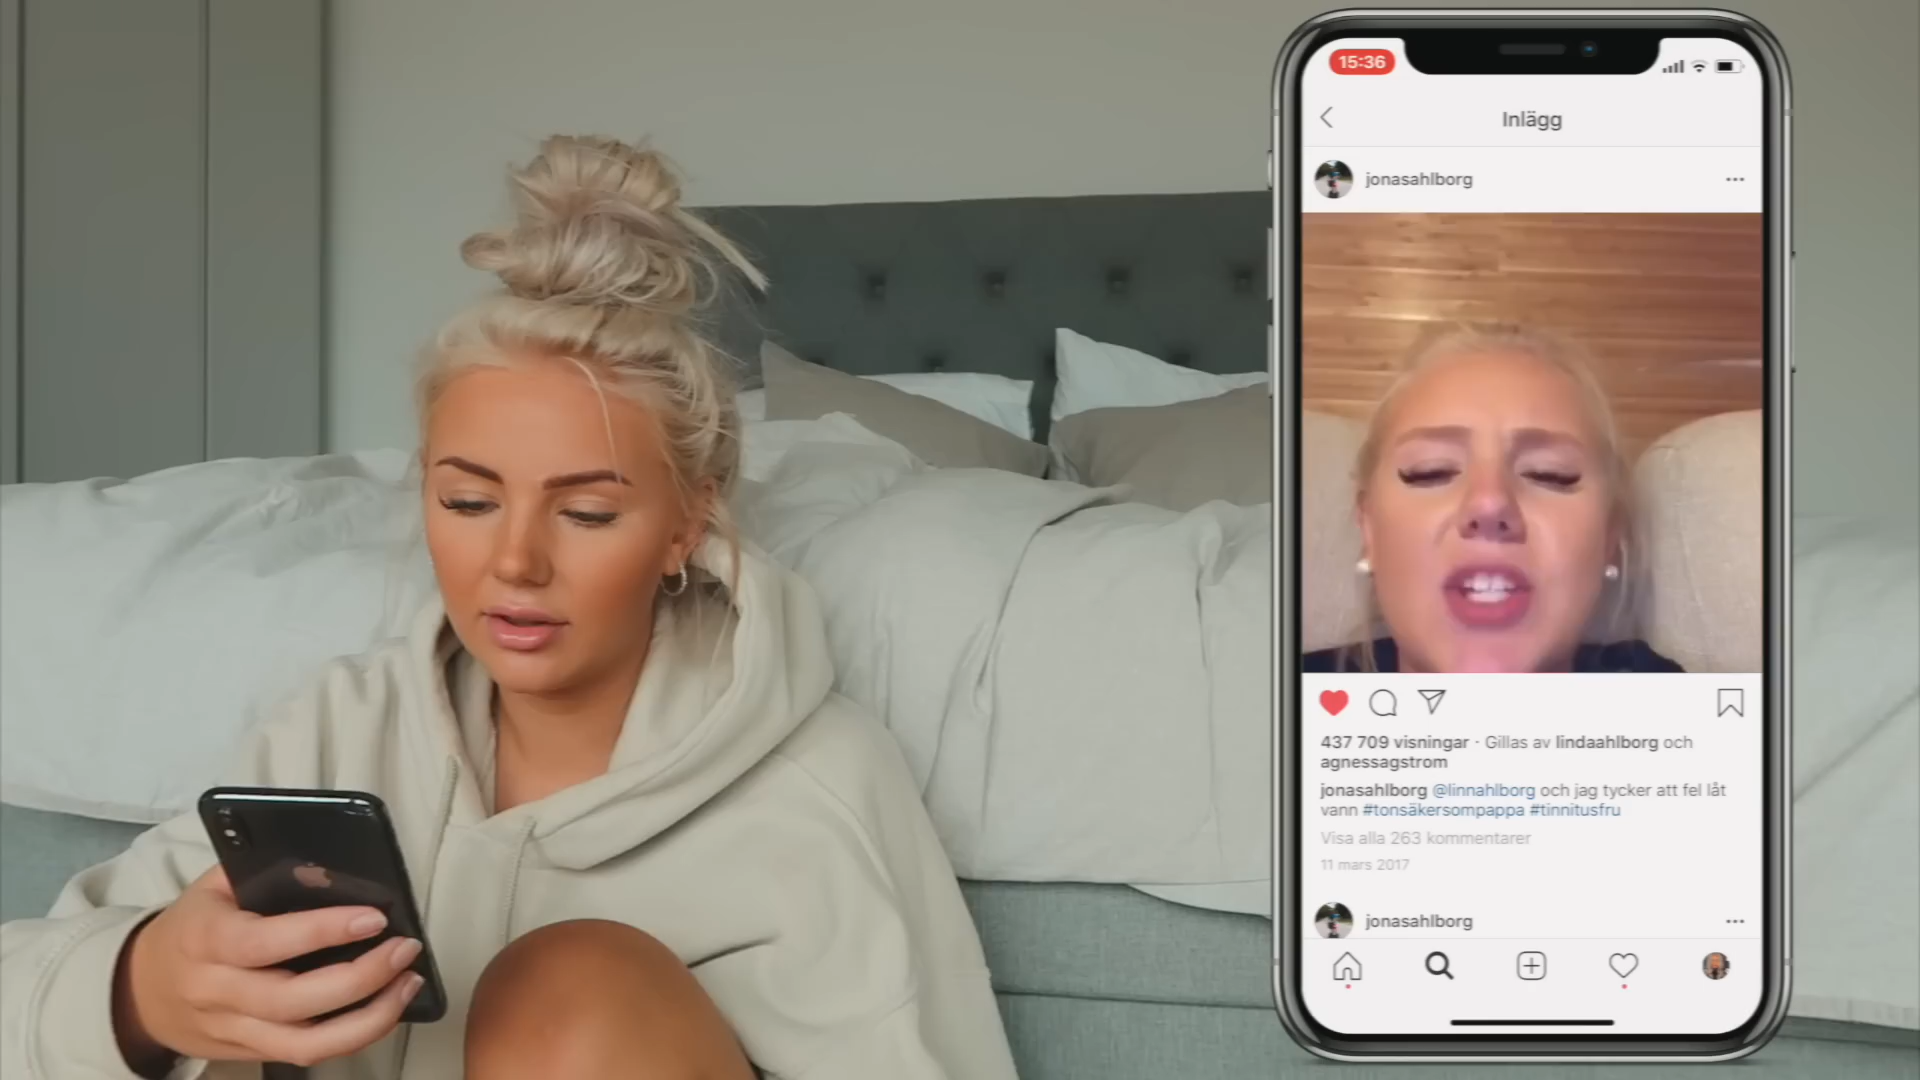 15:36
Inlägg
jonasahlborg
437 709 visningar · Gillas av lindaahlborg och
agnessagstrom
jonasahlborg @linnahlborg och jag tycker att fel låt
vann #tonsäkersompappa #tinnitusfru
Visa alla 263 kommentarer
11 mars 2017
jonasahlborg